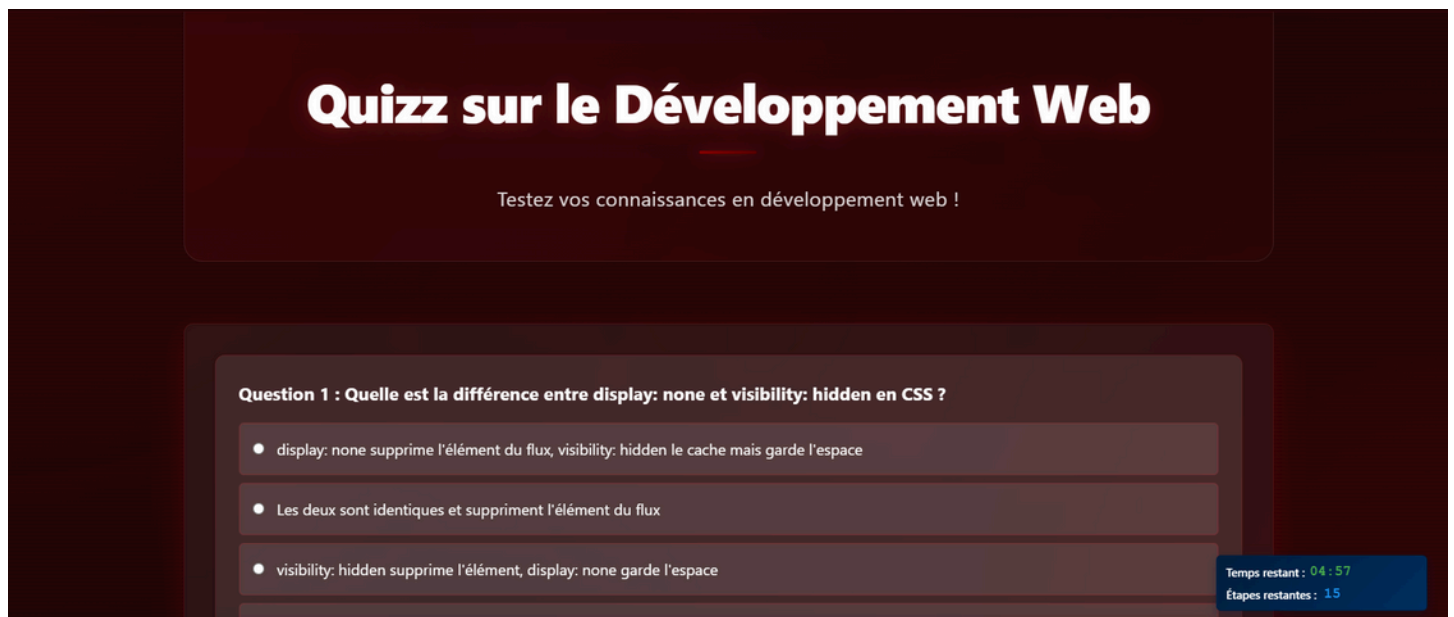 Quizz sur le Développement Web
Testez vos connaissances en développement web !
Question 1 : Quelle est la différence entre display: none et visibility: hidden en CSS ?
display: none supprime l'élément du flux, visibility: hidden le cache mais garde l'espace
Les deux sont identiques et suppriment l'élément du flux
visibility: hidden supprime l'élément, display: none garde l'espace
Temps restant : 04:57
Étapes restantes : 15